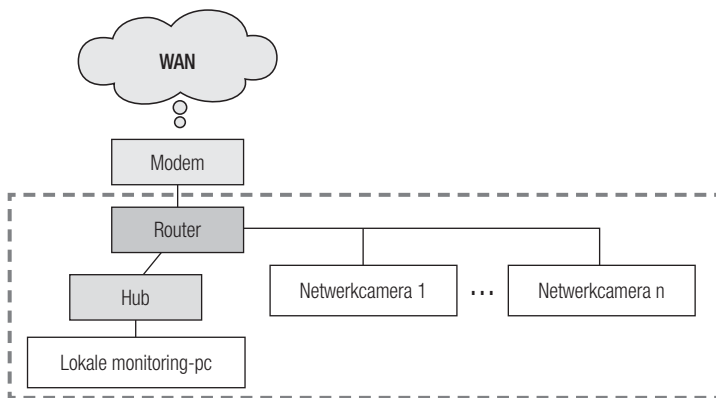 WAN
Modem
Router
Hub
Netwerkcamera 1
...
Netwerkcamera n
Lokale monitoring-pc